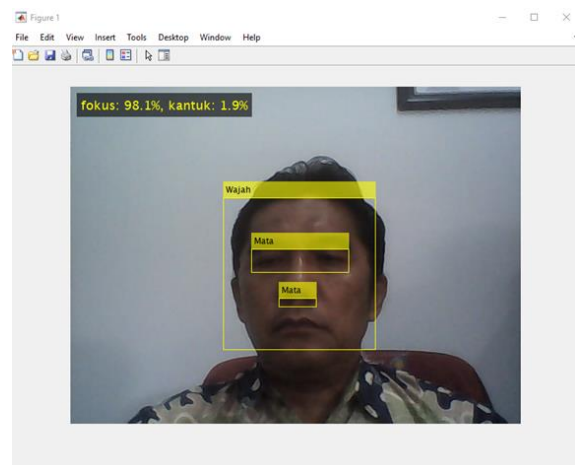 Figure 1
File Edit View Insert Tools Desktop Window Help
fokus: 98.1%, kantuk: 1.9%
Wajah
Mata
Mata